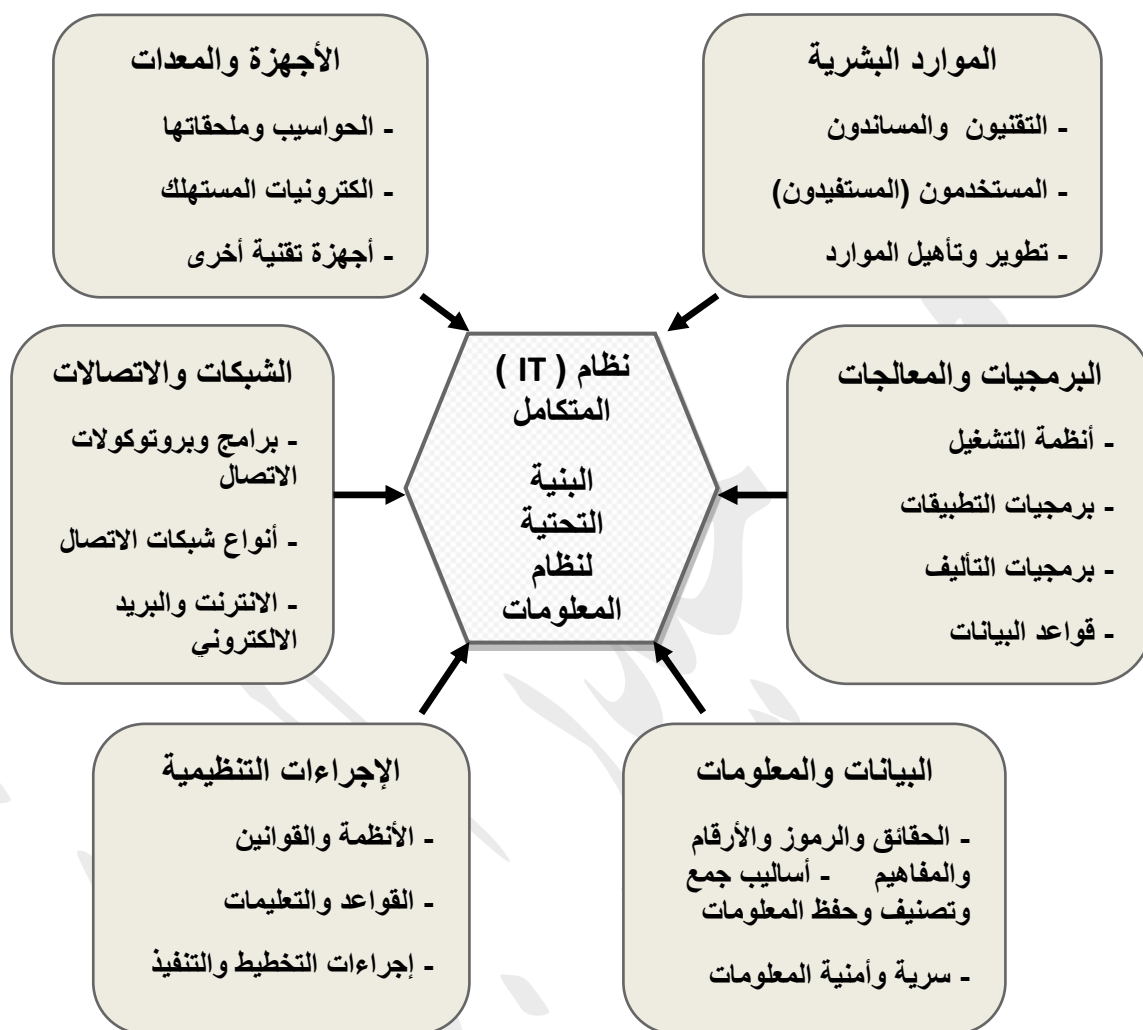 الموارد البشرية
- التقنيون والمساندون
- المستخدمون (المستفيدون)
- تطوير وتأهيل الموارد
الأجهزة والمعدات
- الحواسيب وملحقاتها
- الكترونيات المستهلك
- أجهزة تقنية أخرى
البرمجيات والمعالجات
- أنظمة التشغيل
- برمجيات التطبيقات
- برمجيات التأليف
- قواعد البيانات
نظام ( IT )
المتكامل
البنية
التحتية
لنظام
المعلومات
الشبكات والاتصالات
- برامج وبروتوكولات
الاتصال
- أنواع شبكات الاتصال
- الانترنت والبريد
الالكتروني
البيانات والمعلومات
- الحقائق والرموز والأرقام
والمفاهيم - أساليب جمع
وتصنيف وحفظ المعلومات
- سرية وأمنية المعلومات
الإجراءات التنظيمية
- الأنظمة والقوانين
- القواعد والتعليمات
- إجراءات التخطيط والتنفيذ